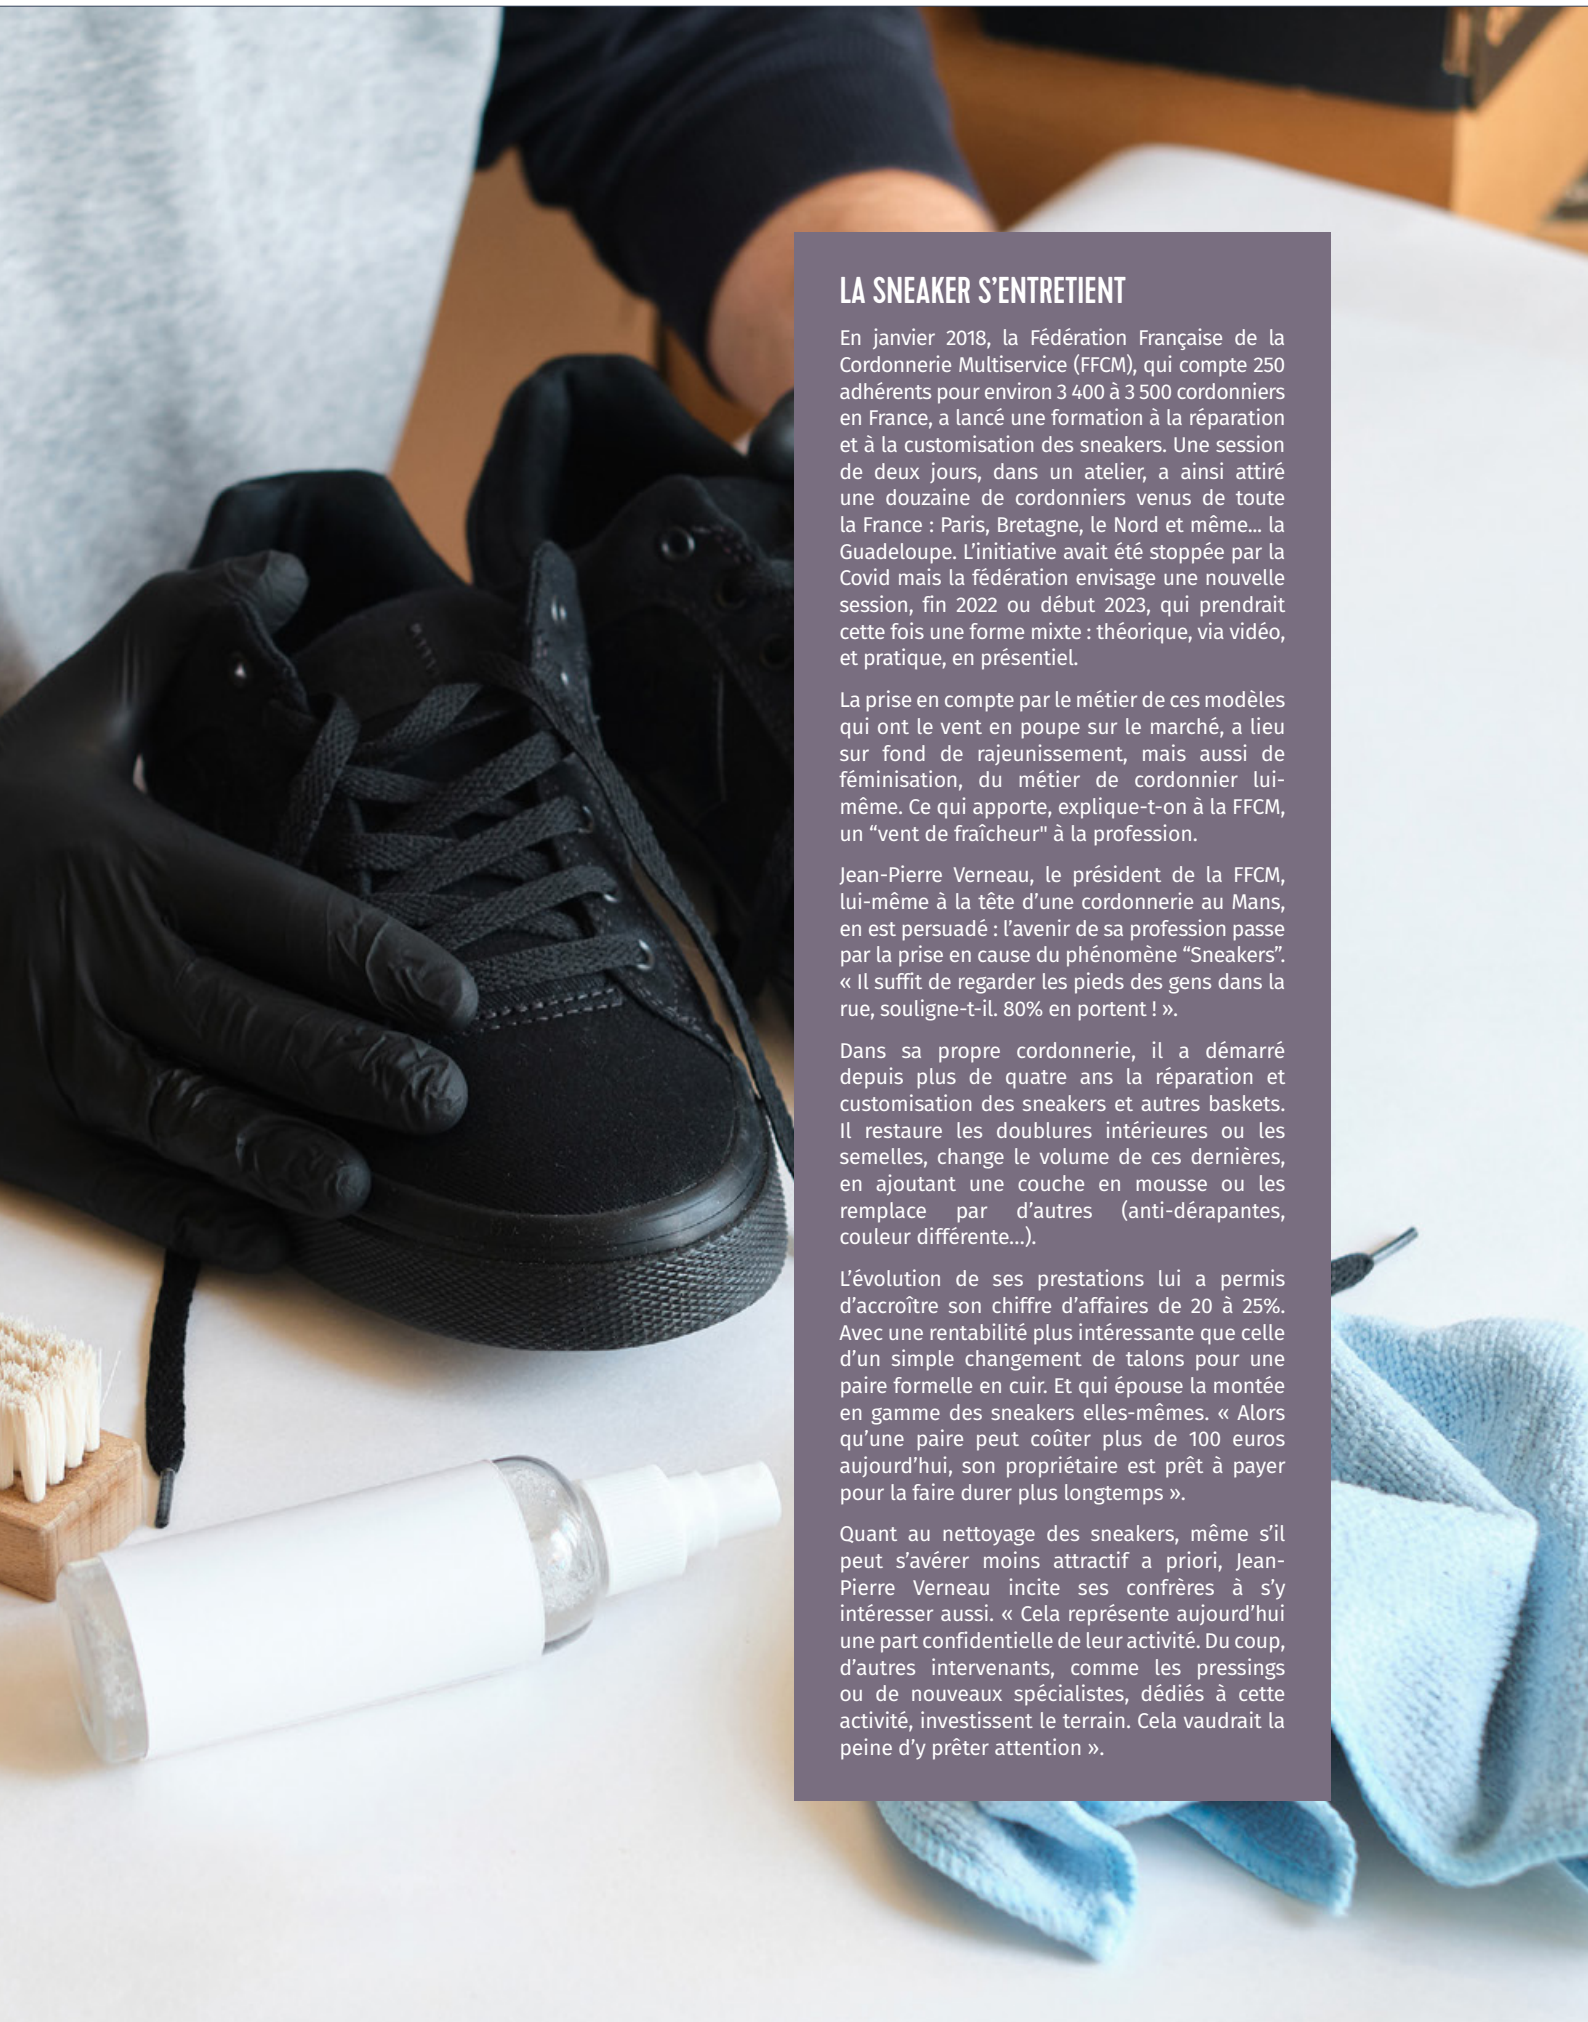 LA SNEAKER S'ENTRETIENT
En janvier 2018, la Fédération Française de la
Cordonnerie Multiservice (FFCM), qui compte 250
adhérents pour environ 3 400 à 3 500 cordonniers
en France, a lancé une formation à la réparation
et à la customisation des sneakers. Une session
de deux jours, dans un atelier, a ainsi attiré
une douzaine de cordonniers venus de toute
la France : Paris, Bretagne, le Nord et même... la
Guadeloupe. L'initiative avait été stoppée par la
Covid mais la fédération envisage une nouvelle
session, fin 2022 ou début 2023, qui prendrait
cette fois une forme mixte : théorique, via vidéo,
et pratique, en présentiel.
La prise en compte par le métier de ces modèles
qui ont le vent en poupe sur le marché, a lieu
sur fond de rajeunissement, mais aussi de
féminisation, du métier de cordonnier lui-
même. Ce qui apporte, explique-t-on à la FFCM,
un “vent de fraîcheur" à la profession.
Jean-Pierre Verneau, le président de la FFCM,
lui-même à la tête d'une cordonnerie au Mans,
en est persuadé : l'avenir de sa profession passe
par la prise en cause du phénomène “Sneakers”.
« Il suffit de regarder les pieds des gens dans la
rue, souligne-t-il. 80% en portent ! ».
Dans sa propre cordonnerie, il a démarré
depuis plus de quatre ans la réparation et
customisation des sneakers et autres baskets.
Il restaure les doublures intérieures ou les
semelles, change le volume de ces dernières,
en ajoutant une couche en mousse ou les
remplace par d'autres (anti-dérapantes,
couleur différente...).
L'évolution de ses prestations lui a permis
d'accroître son chiffre d'affaires de 20 à 25%.
Avec une rentabilité plus intéressante que celle
d'un simple changement de talons pour une
paire formelle en cuir. Et qui épouse la montée
en gamme des sneakers elles-mêmes. « Alors
qu'une paire peut coûter plus de 100 euros
aujourd'hui, son propriétaire est prêt à payer
pour la faire durer plus longtemps ».
Quant au nettoyage des sneakers, même s'il
peut s'avérer moins attractif a priori, Jean-
Pierre Verneau incite ses confrères à s'y
intéresser aussi. « Cela représente aujourd'hui
une part confidentielle de leur activité. Du coup,
d'autres intervenants, comme les pressings
ou de nouveaux spécialistes, dédiés à cette
activité, investissent le terrain. Cela vaudrait la
peine d'y prêter attention ».